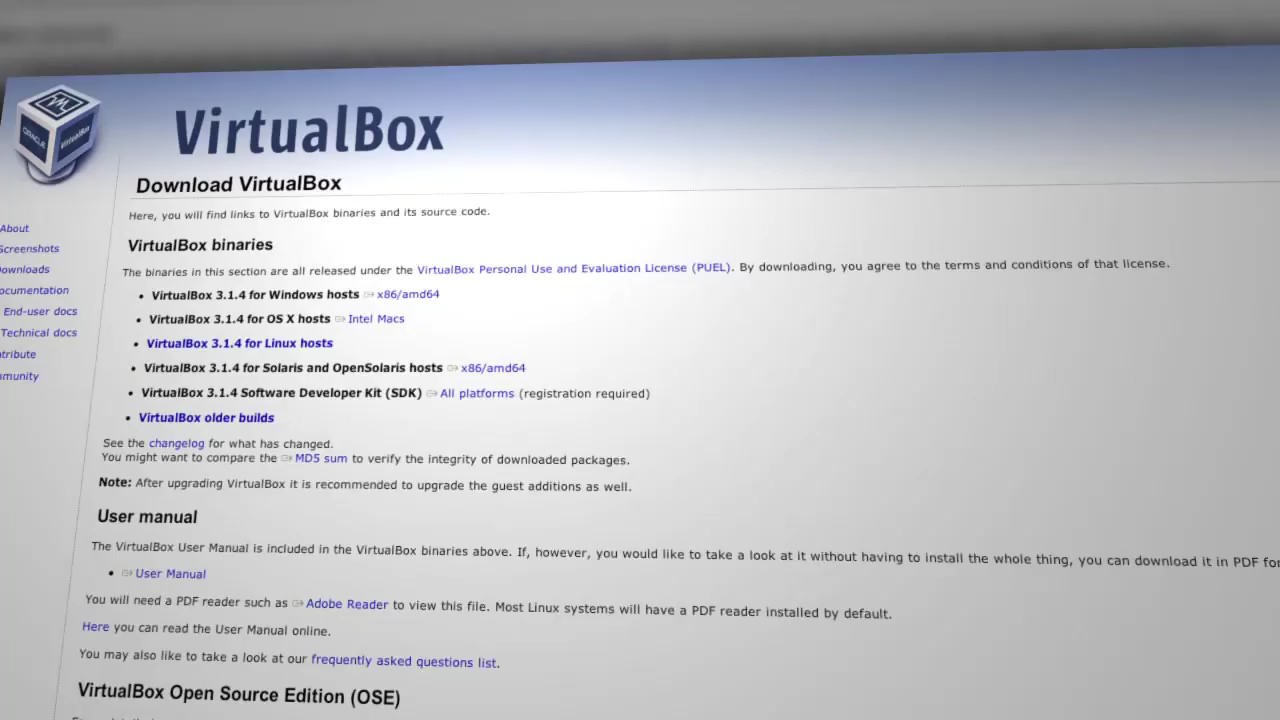 ORACLE
VirtualBox
VirtualBox
Download VirtualBox
Here, you will find links to VirtualBox binaries and its source code.
About
Screenshots
VirtualBox binaries
The binaries in this section are all released under the VirtualBox Personal Use and Evaluation License (PUEL). By downloading, you agree to the terms and conditions of that license.
ownloads
ocumentation
End-user docs
Technical docs
tribute
munity
• VirtualBox 3.1.4 for Windows hosts x86/amd64
• VirtualBox 3.1.4 for OS X hosts Intel Macs
• VirtualBox 3.1.4 for Linux hosts
• VirtualBox 3.1.4 for Solaris and OpenSolaris hosts x86/amd64
• VirtualBox 3.1.4 Software Developer Kit (SDK) All platforms (registration required)
• VirtualBox older builds
See the changelog for what has changed.
You might want to compare the MD5 sum to verify the integrity of downloaded packages.
Note: After upgrading VirtualBox it is recommended to upgrade the guest additions as well.
User manual
The VirtualBox User Manual is included in the VirtualBox binaries above. If, however, you would like to take a look at it without having to install the whole thing, you can download it in PDF fo
• User Manual
You will need a PDF reader such as Adobe Reader to view this file. Most Linux systems will have a PDF reader installed by default.
Here you can read the User Manual online.
You may also like to take a look at our frequently asked questions list.
VirtualBox Open Source Edition (OSE)